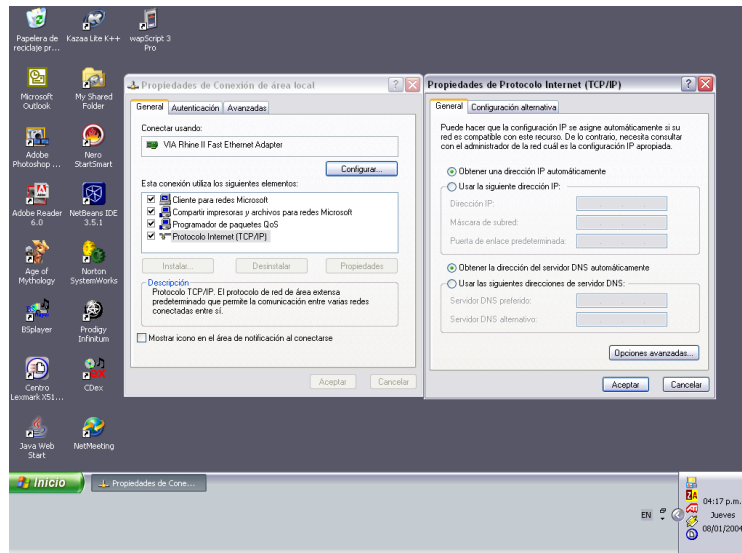 Papelera de
reciclaje pr...
Kazaa Lite K++
wapScript 3
Pro
Microsoft
Outlook
My Shared
Folder
Adobe
Photoshop ...
Nero
StartSmart
Adobe Reader
6.0
NetBeans IDE
3.5.1
Age of
Mythology
Norton
SystemWorks
BSplayer
Prodigy
Infinitum
Centro
Lexmark X51...
CDex
Java Web
Start
NetMeeting
Propiedades de Conexión de área local
General
Autenticación
Avanzadas
Conectar usando:
VIA Rhine II Fast Ethernet Adapter
Configurar...
Esta conexión utiliza los siguientes elementos:
Cliente para redes Microsoft
Compartir impresoras y archivos para redes Microsoft
Programador de paquetes QoS
Protocolo Internet (TCP/IP)
Instalar...
Desinstalar
Propiedades
Descripción
Protocolo TCP/IP. El protocolo de red de área extensa
predeterminado que permite la comunicación entre varias redes
conectadas entre sí.
Mostrar icono en el área de notificación al conectarse
Aceptar
Cancelar
Propiedades de Protocolo Internet (TCP/IP)
General
Configuración alternativa
Puede hacer que la configuración IP se asigne automáticamente si su
red es compatible con este recurso. De lo contrario, necesita consultar
con el administrador de la red cuál es la configuración IP apropiada.
Obtener una dirección IP automáticamente
Usar la siguiente dirección IP:
Dirección IP:
Máscara de subred:
Puerta de enlace predeterminada:
Obtener la dirección del servidor DNS automáticamente
Usar las siguientes direcciones de servidor DNS:
Servidor DNS preferido:
Servidor DNS alternativo:
Opciones avanzadas...
Aceptar
Cancelar
Inicio
Propiedades de Cone...
EN
ZA
ATI
04:17 p.m.
Jueves
08/01/2004